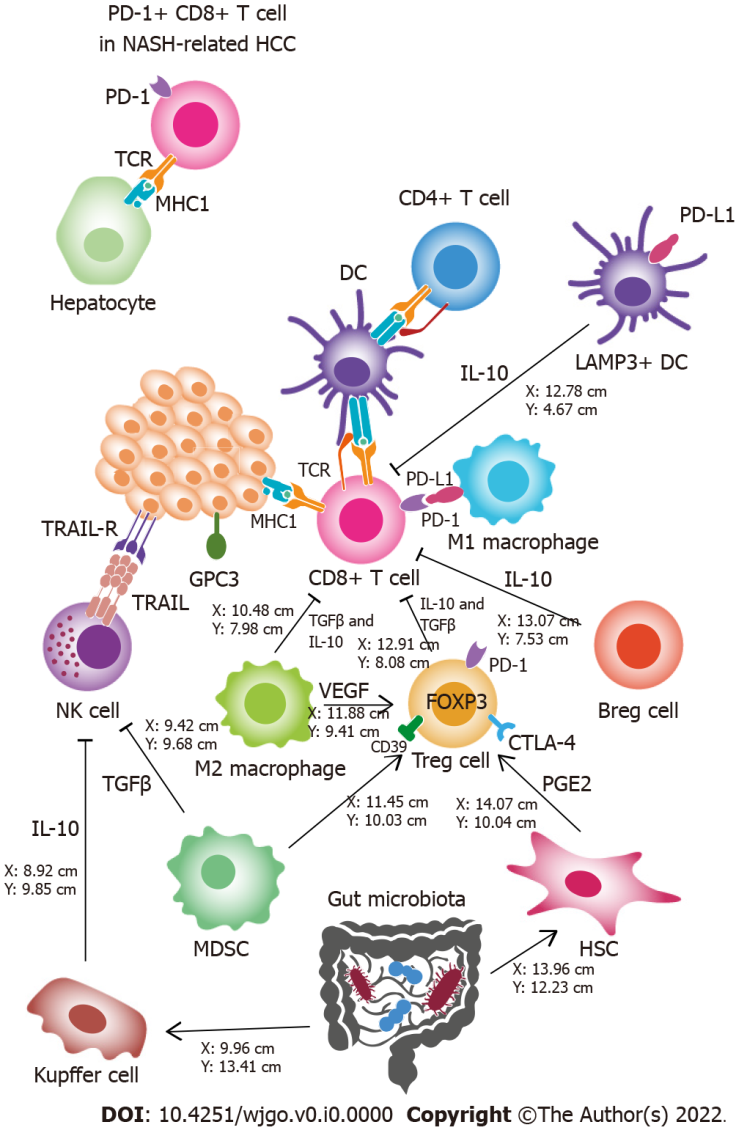 PD-1+ CD8+ T cell
in NASH-related HCC
PD-1
TCR
MHC1
Hepatocyte
CD4+ T cell
PD-L1
DC
LAMP3+ DC
IL-10
X: 12.78 cm
Y: 4.67 cm
TCR
PD-L1
MHC1
PD-1
M1 macrophage
TRAIL-R
GPC3
CD8+ T cell
IL-10
TRAIL
X: 10.48 cm
Y: 7.98 cm
TGFβ and
IL-10
IL-10 and
TGFβ
X: 12.91 cm
Y: 8.08 cm
X: 13.07 cm
Y: 7.53 cm
PD-1
NK cell
VEGF
FOXP3
Breg cell
X: 9.42 cm
Y: 9.68 cm
X: 11.88 cm
Y: 9.41 cm
CD39
CTLA-4
M2 macrophage
Treg cell
TGFβ
PGE2
X: 11.45 cm
Y: 10.03 cm
X: 14.07 cm
Y: 10.04 cm
IL-10
X: 8.92 cm
Y: 9.85 cm
MDSC
Gut microbiota
HSC
X: 13.96 cm
Y: 12.23 cm
Kupffer cell
X: 9.96 cm
Y: 13.41 cm
DOI: 10.4251/wjgo.v0.i0.0000 Copyright ©The Author(s) 2022.